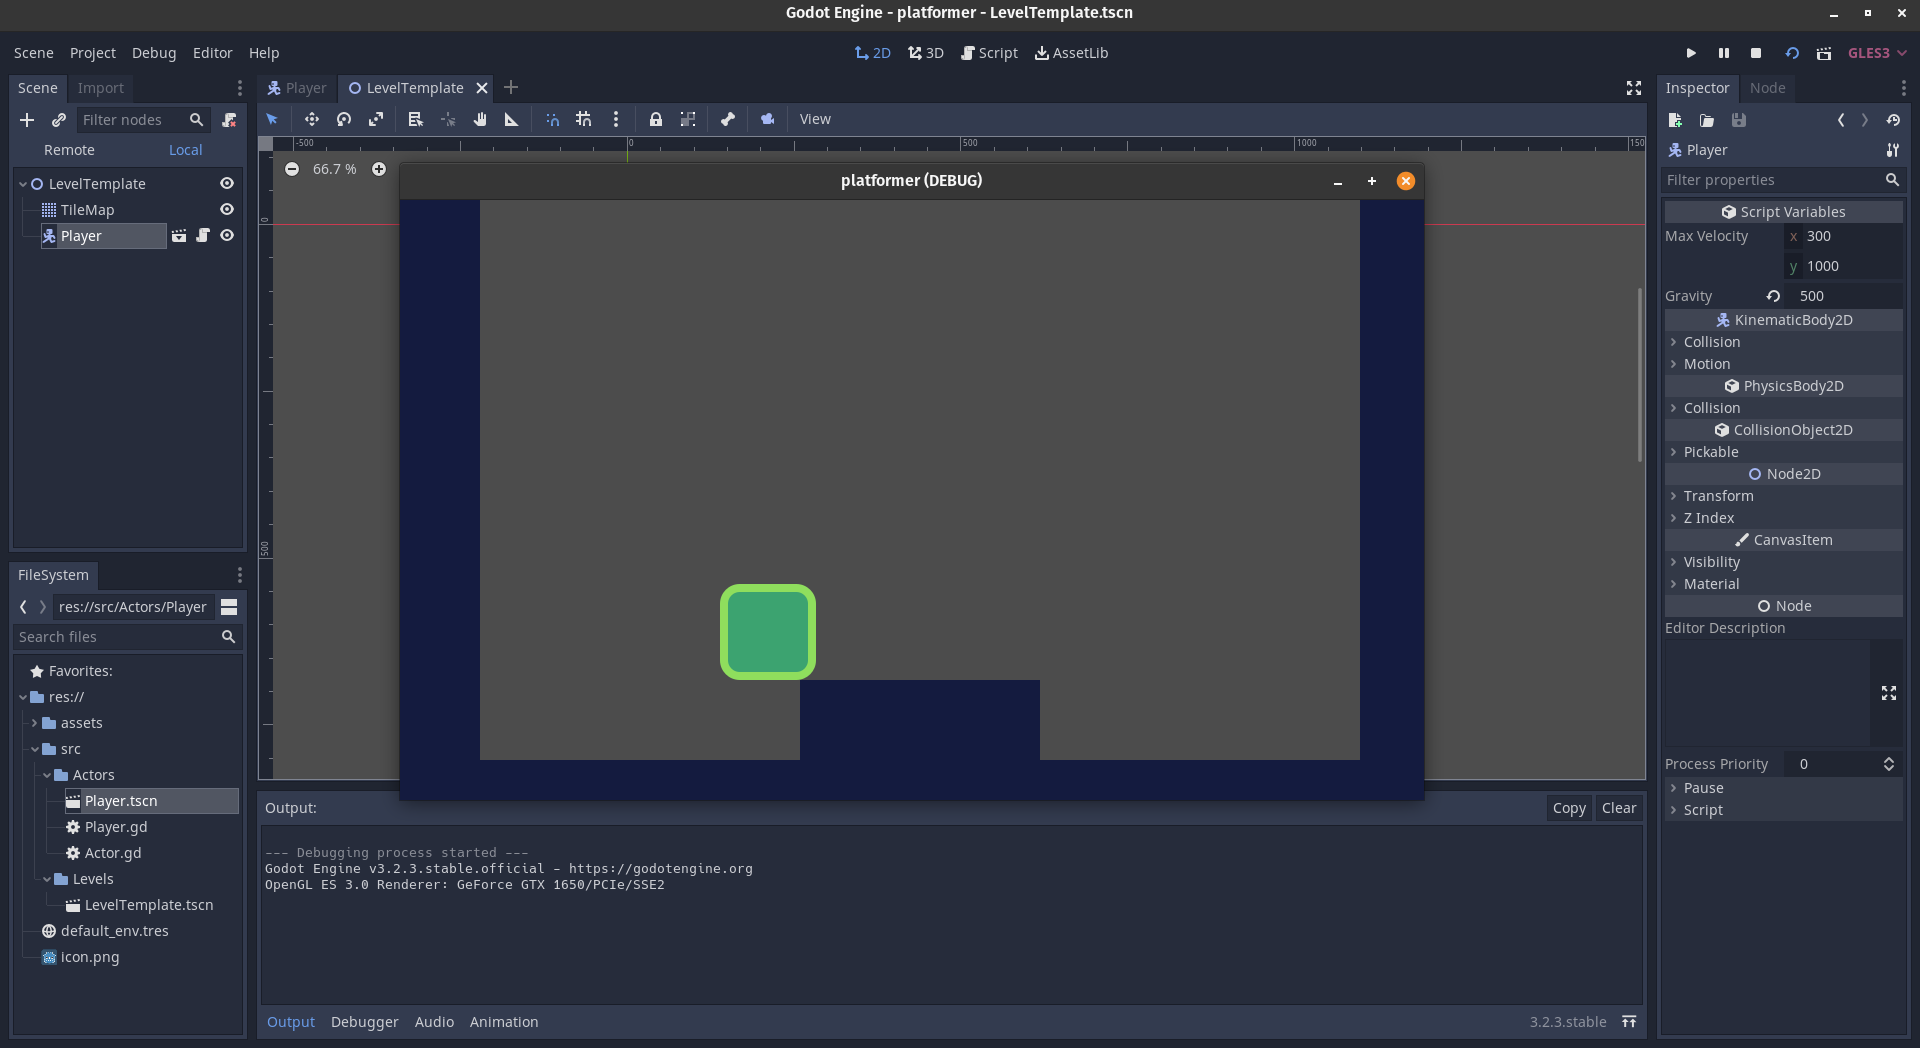 Godot Engine - platformer - LevelTemplate.tscn
Scene Project Debug Editor Help
2D 3D Script AssetLib
GLES3
Scene Import
Filter nodes
Remote Local
LevelTemplate
TileMap
Player
FileSystem
res://src/Actors/Player
Search files
Favorites:
res://
assets
src
Actors
Player.tscn
Player.gd
Actor.gd
Levels
LevelTemplate.tscn
default_env.tres
icon.png
Player LevelTemplate
View
-500 0 500 1000 150
0
500
66.7 %
platformer (DEBUG)
Output:
Copy Clear
--- Debugging process started ---
Godot Engine v3.2.3.stable.official - https://godotengine.org
OpenGL ES 3.0 Renderer: GeForce GTX 1650/PCIe/SSE2
Output Debugger Audio Animation
3.2.3.stable
Inspector Node
Player
Filter properties
Script Variables
Max Velocity x 300
y 1000
Gravity 500
KinematicBody2D
Collision
Motion
PhysicsBody2D
Collision
CollisionObject2D
Pickable
Node2D
Transform
Z Index
CanvasItem
Visibility
Material
Node
Editor Description
Process Priority 0
Pause
Script